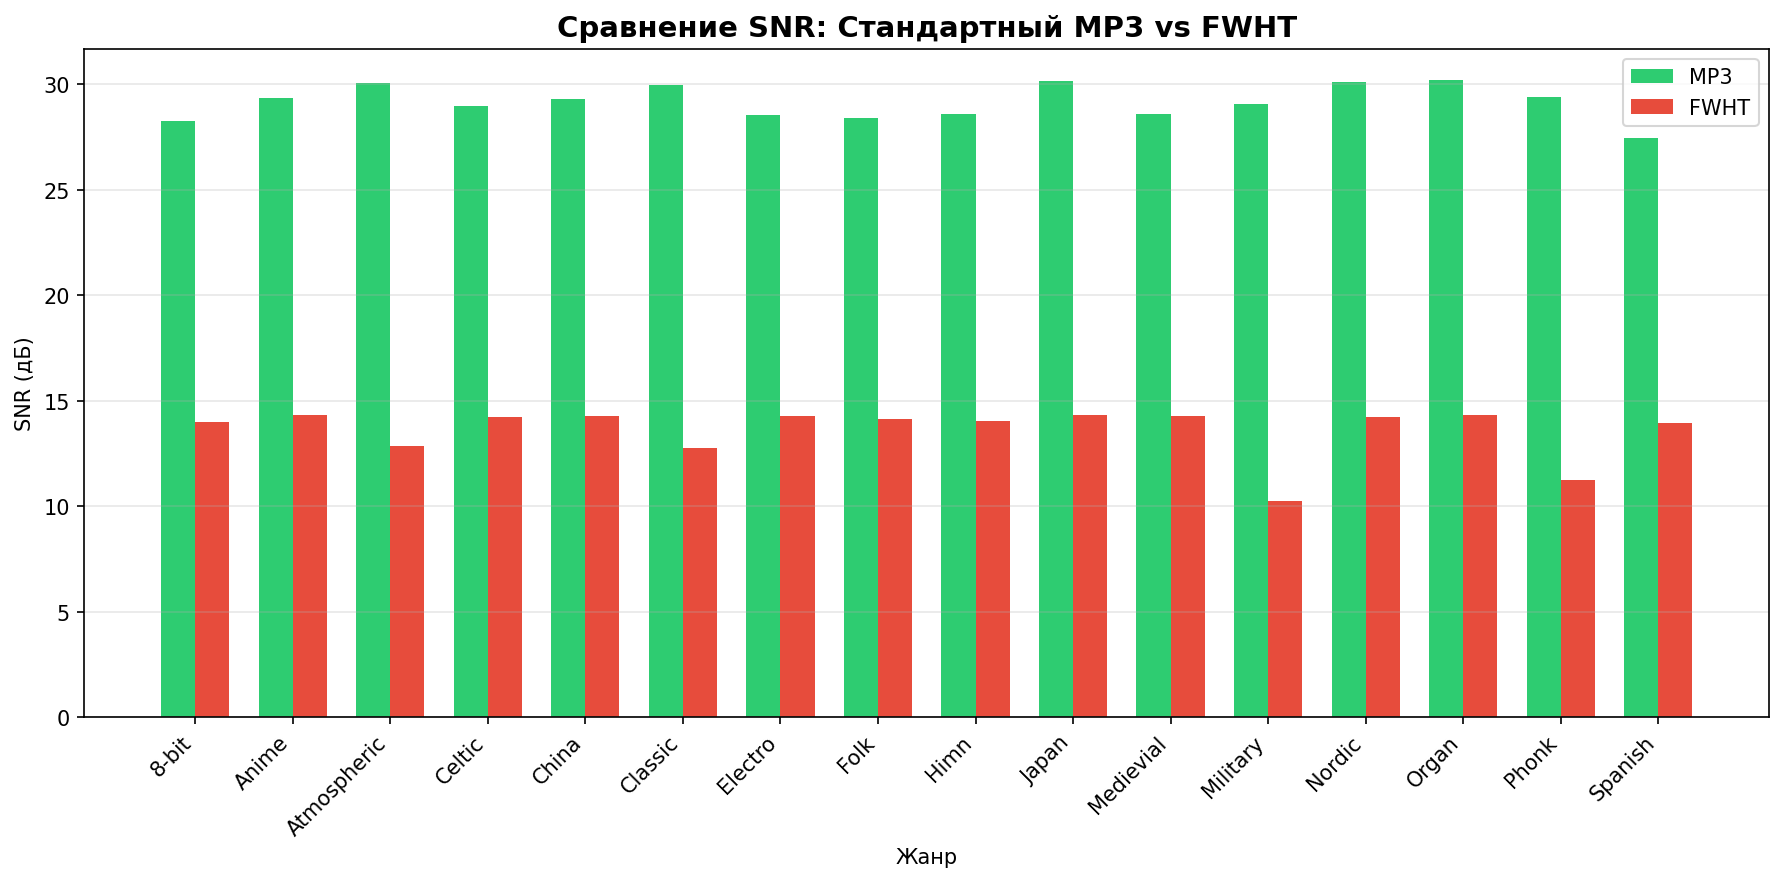 Сравнение SNR: Стандартный MP3 vs FWHT
MP3
FWHT
SNR (дБ)
30
25
20
15
10
5
0
8-bit
Anime
Atmospheric
Celtic
China
Classic
Electro
Folk
Himn
Japan
Medievial
Military
Nordic
Organ
Phonk
Spanish
Жанр